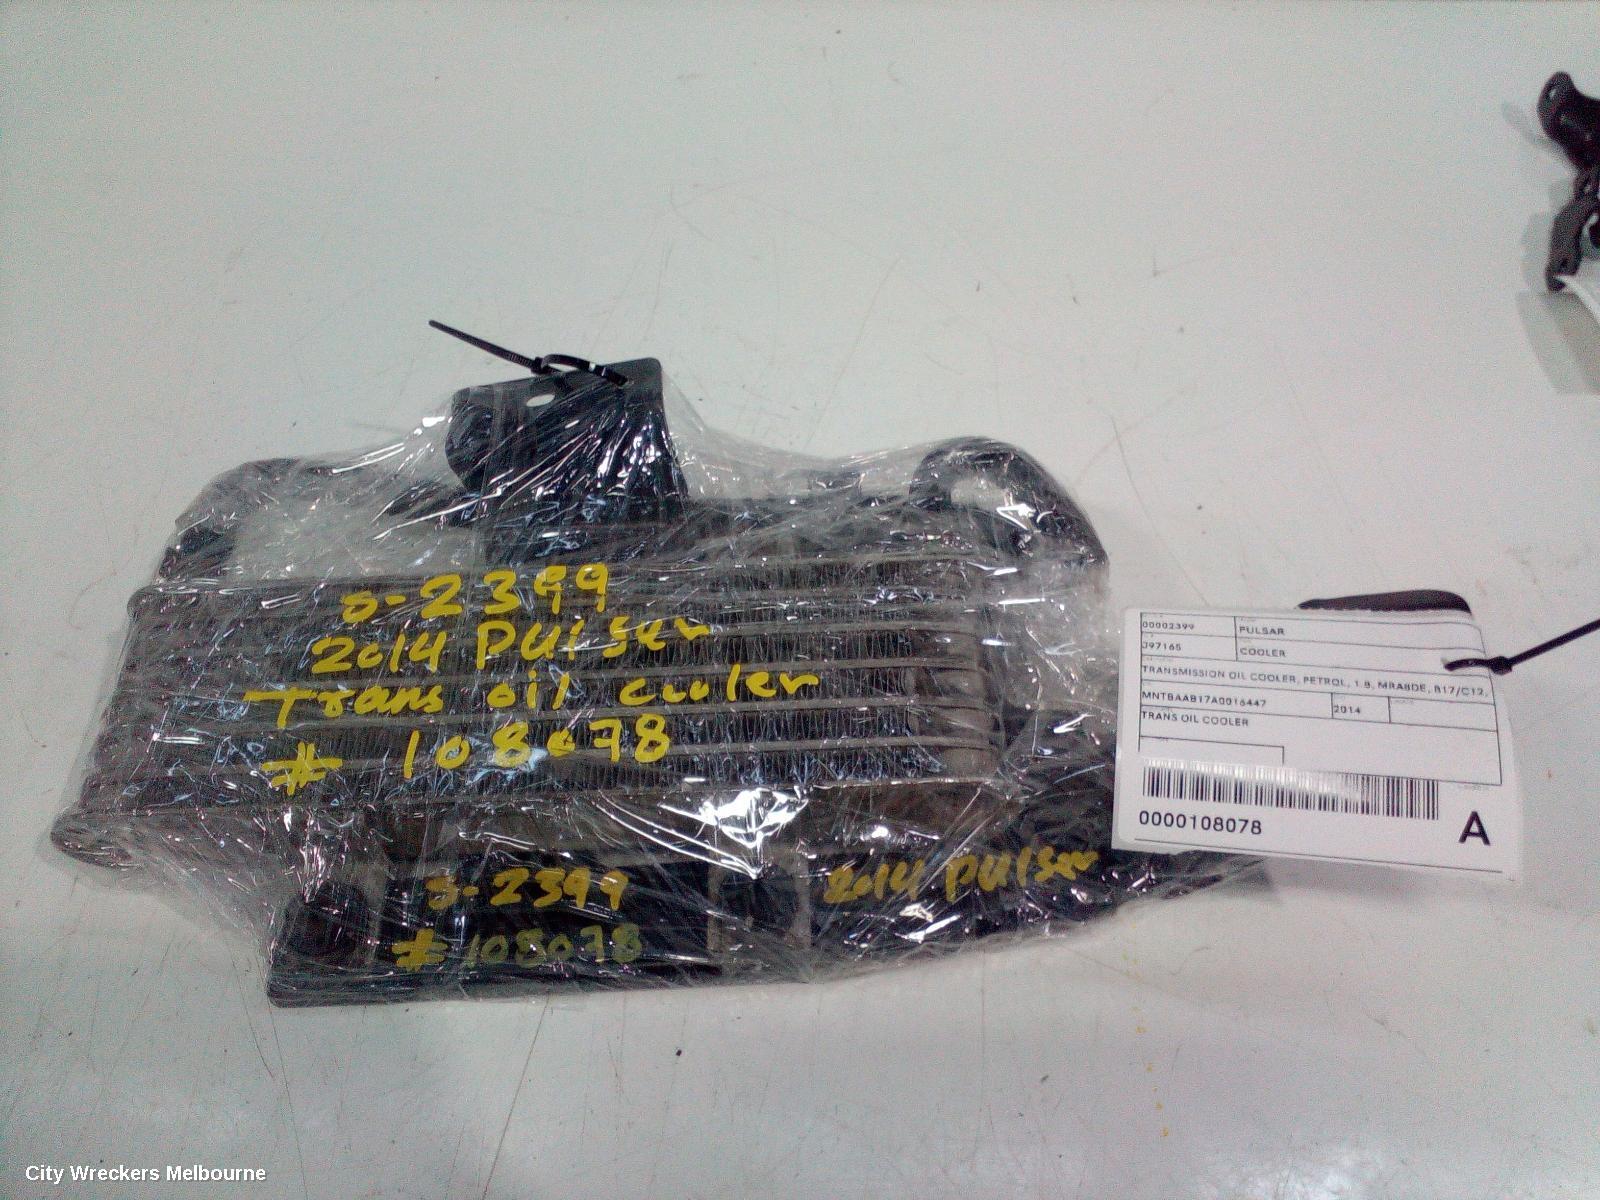 S-2399
2014 PULSER
Trans oil cooler
# 108078
S-2399
# 108078
2014 PULSER
00002399 PULSAR
J97165 COOLER
TRANSMISSION OIL COOLER, PETROL, 1.8, MRA8DE, B17/C12,
MNTBAAB17A0016447 2014
TRANS OIL COOLER
0000108078
A
City Wreckers Melbourne